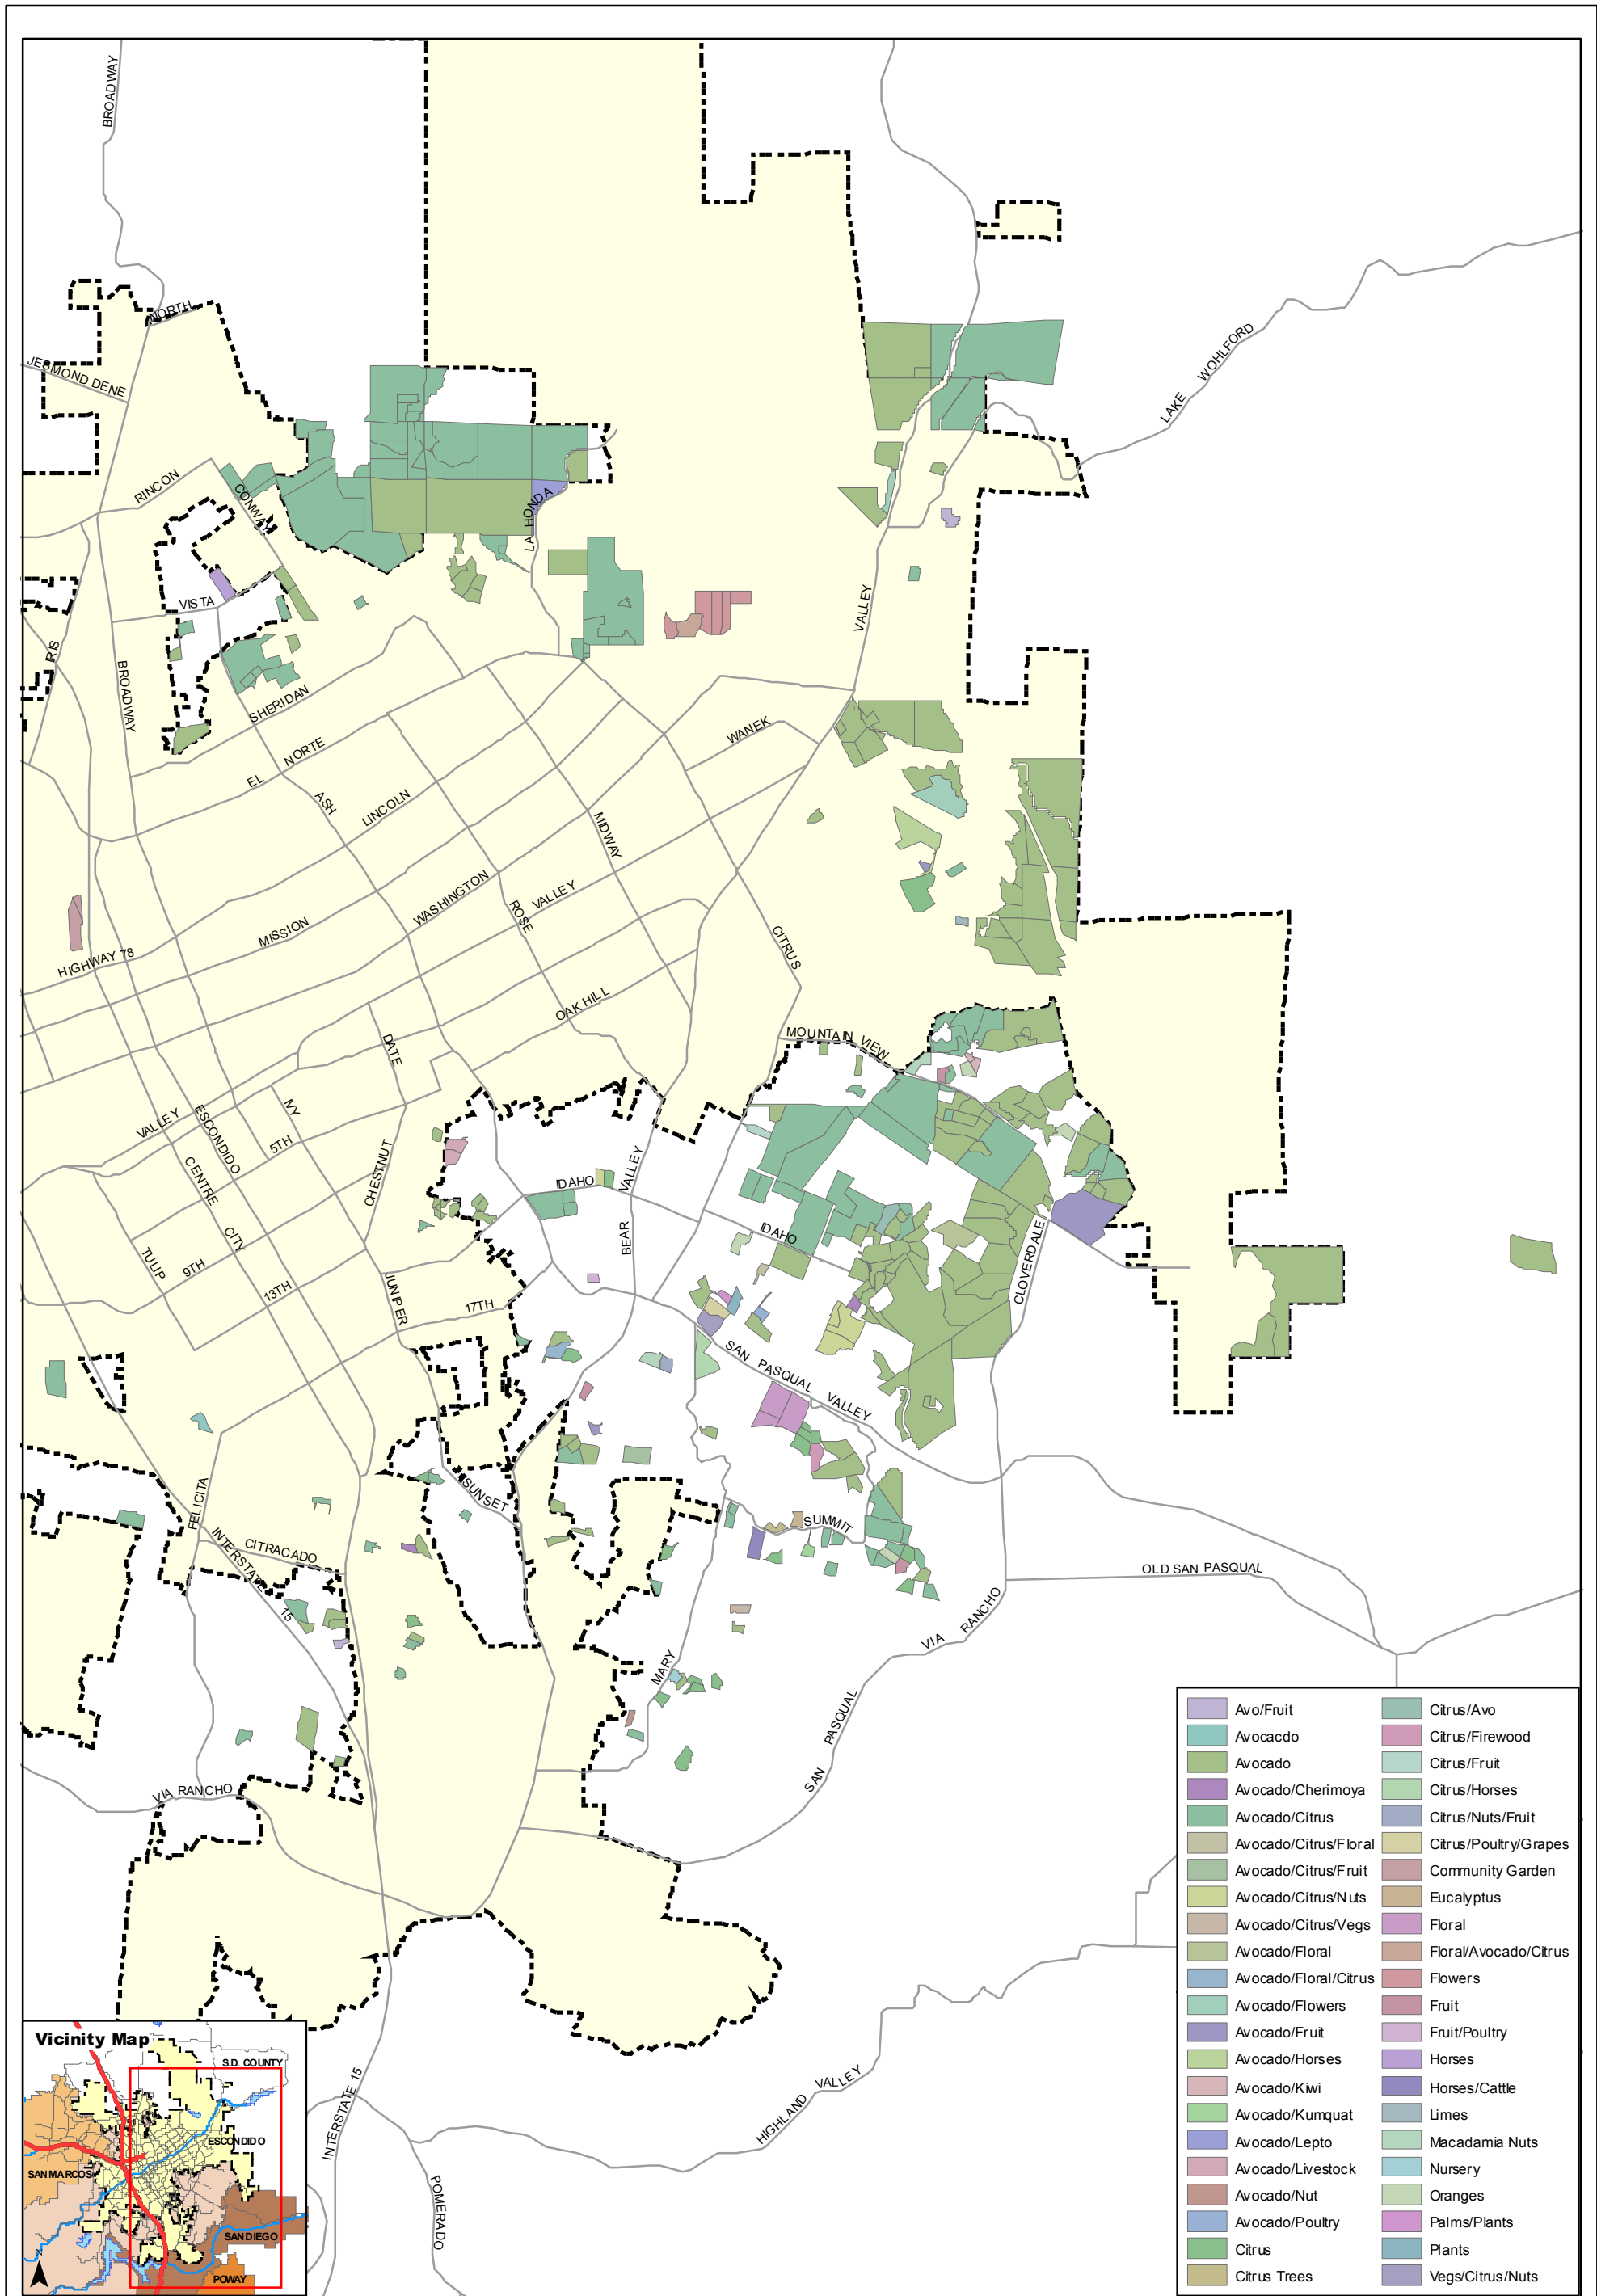 BROADWAY
NORTH
JESMOND DENE
LAKE WOHLFORD
RINCON
CONWAY
LA HONDA
VISTA
VALLEY
BROADWAY
SHERIDAN
WANEK
EL NORTE
ASH
LINCOLN
MIDWAY
WASHINGTON
VALLEY
ROSE
MISSION
CITRUS
HIGHWAY 78
OAK HILL
MOUNTAIN VIEW
DATE
IVY
VALLEY
ESCONDIDO
5TH
CENTRE CITY
CHESTNUT
IDAHO
VALLEY
BEAR
IDAHO
CLOVERDALE
TULIP
9TH
13TH
JUNIPER
17TH
SAN PASQUAL VALLEY
FELICITA
SUNSET
SUMMIT
CITRACADO
INTERSTATE 15
OLD SAN PASQUAL
VIA RANCHO
MARY
SAN PASQUAL
VIA RANCHO
INTERSTATE 15
HIGHLAND VALLEY
POMERADO
Avo/Fruit
Avocacdo
Avocado
Avocado/Cherimoya
Avocado/Citrus
Avocado/Citrus/Floral
Avocado/Citrus/Fruit
Avocado/Citrus/Nuts
Avocado/Citrus/Vegs
Avocado/Floral
Avocado/Floral/Citrus
Avocado/Flowers
Avocado/Fruit
Avocado/Horses
Avocado/Kiwi
Avocado/Kumquat
Avocado/Lepto
Avocado/Livestock
Avocado/Nut
Avocado/Poultry
Citrus
Citrus Trees
Citrus/Avo
Citrus/Firewood
Citrus/Fruit
Citrus/Horses
Citrus/Nuts/Fruit
Citrus/Poultry/Grapes
Community Garden
Eucalyptus
Floral
Floral/Avocado/Citrus
Flowers
Fruit
Fruit/Poultry
Horses
Horses/Cattle
Limes
Macadamia Nuts
Nursery
Oranges
Palms/Plants
Plants
Vegs/Citrus/Nuts
Vicinity Map
S.D. COUNTY
ESCONDIDO
SAN MARCOS
SAN DIEGO
POWAY